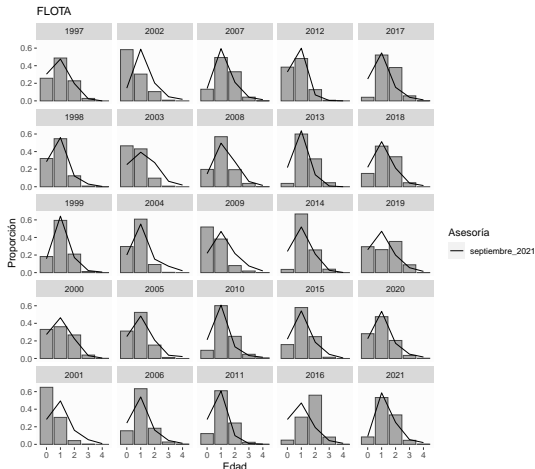 FLOTA
1997 2002 2007 2012 2017
0.6
0.4
0.2
0.0
1998 2003 2008 2013 2018
0.6
0.4
0.2
0.0
1999 2004 2009 2014 2019
0.6
0.4
0.2
0.0
2000 2005 2010 2015 2020
0.6
0.4
0.2
0.0
2001 2006 2011 2016 2021
0.6
0.4
0.2
0.0
0 1 2 3 4 0 1 2 3 4 0 1 2 3 4 0 1 2 3 4 0 1 2 3 4
Edad
Proporción
Asesoría
septiembre_2021